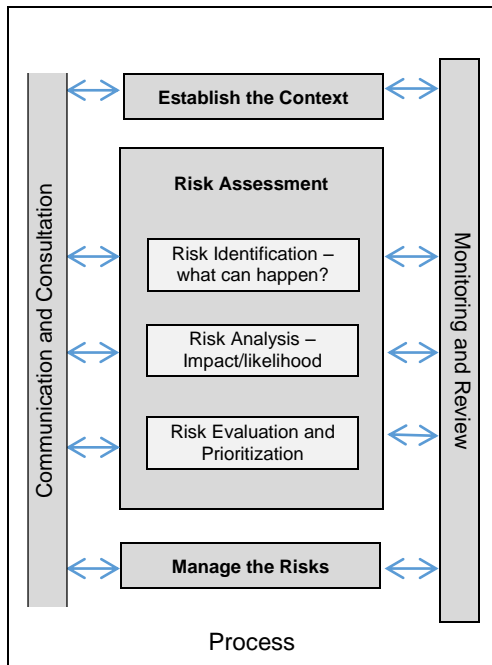 Establish the Context
Communication and Consultation
Risk Assessment
Risk Identification –
what can happen?
Risk Analysis –
Impact/likelihood
Risk Evaluation and
Prioritization
Monitoring and Review
Manage the Risks
Process